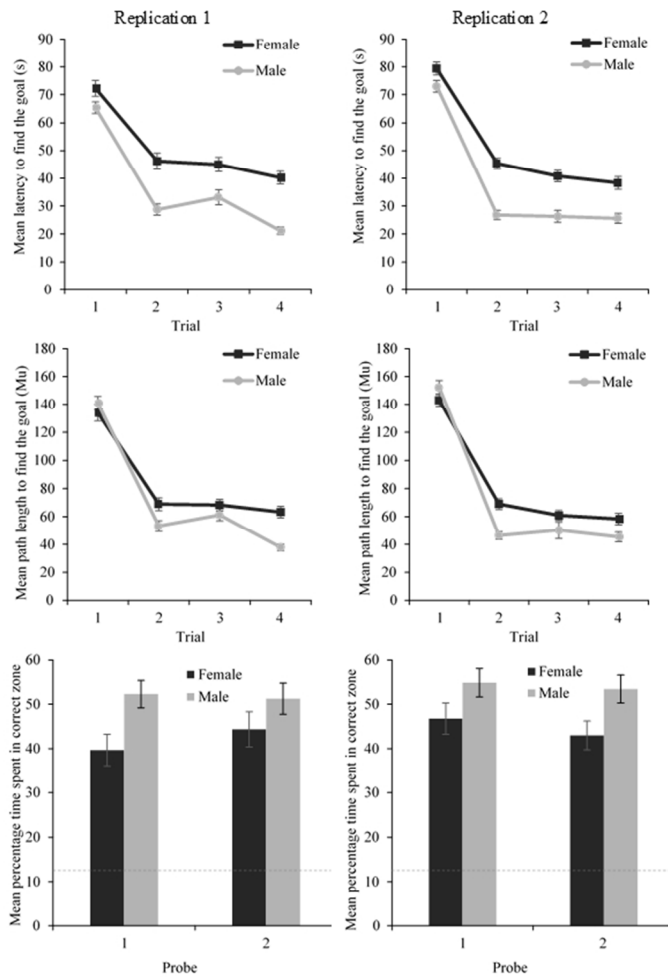 Replication 1
Mean latency to find the goal (s)
90
80
70
60
50
40
30
20
10
0
Female
Male
1 2 3 4
Trial
Replication 2
Mean latency to find the goal (s)
90
80
70
60
50
40
30
20
10
0
Female
Male
1 2 3 4
Trial
Mean path length to find the goal (Mu)
180
160
140
120
100
80
60
40
20
0
Female
Male
1 2 3 4
Trial
Mean path length to find the goal (Mu)
180
160
140
120
100
80
60
40
20
0
Female
Male
1 2 3 4
Trial
Mean percentage time spent in correct zone
60
50
40
30
20
10
0
Female
Male
1 2
Probe
Mean percentage time spent in correct zone
60
50
40
30
20
10
0
Female
Male
1 2
Probe